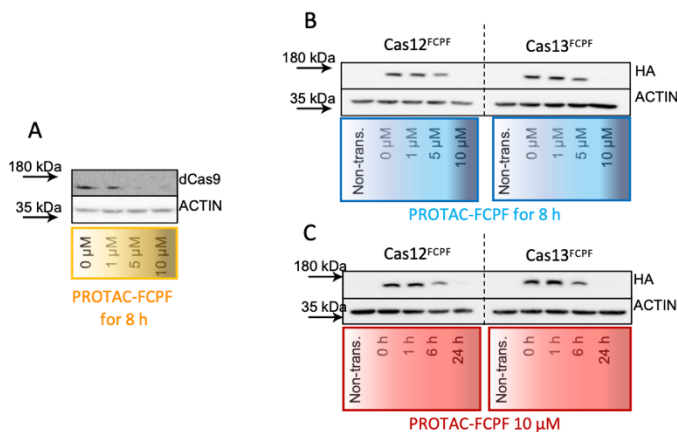 A
180 kDa
dCas9
35 kDa
ACTIN
0 µM
1 µM
5 µM
10 µM
PROTAC-FCPF
for 8 h
B
Cas12FCPF
Cas13FCPF
180 kDa
HA
35 kDa
ACTIN
Non-trans.
0 µM
1 µM
5 µM
10 µM
Non-trans.
0 µM
1 µM
5 µM
10 µM
PROTAC-FCPF for 8 h
C
Cas12FCPF
Cas13FCPF
180 kDa
HA
35 kDa
ACTIN
Non-trans.
0 h
1 h
6 h
24 h
Non-trans.
0 h
1 h
6 h
24 h
PROTAC-FCPF 10 µM